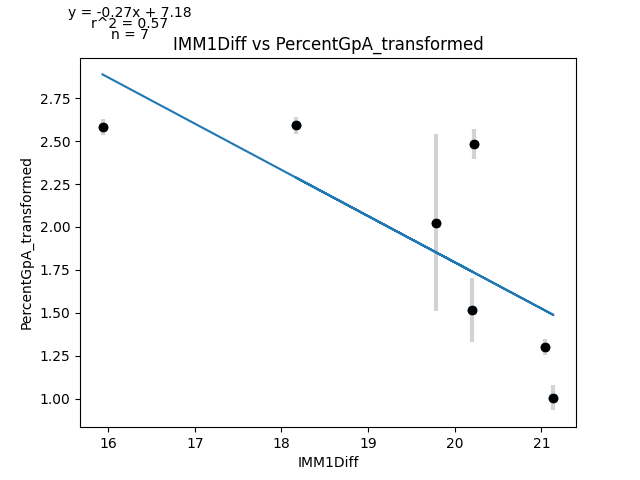 y = -0.27x + 7.18
r^2 = 0.57
n = 7
IMM1Diff vs PercentGpA_transformed
PercentGpA_transformed
2.75
2.50
2.25
2.00
1.75
1.50
1.25
1.00
16 17 18 19 20 21
IMM1Diff